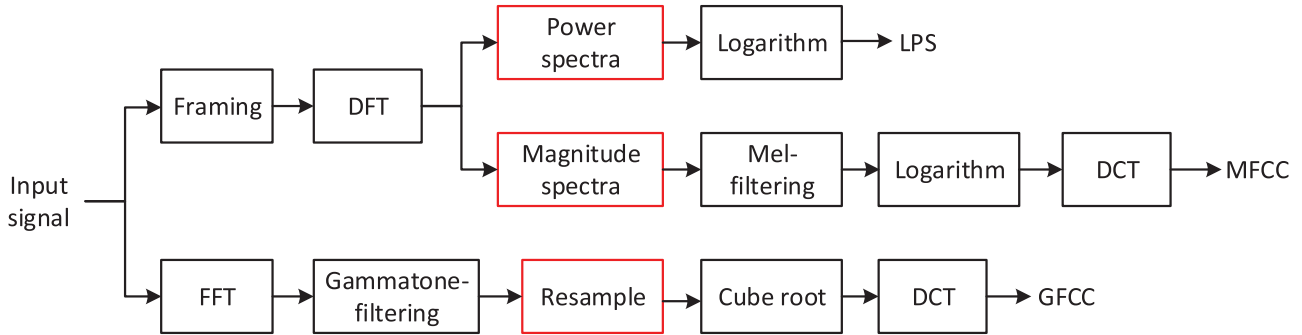 Input
signal
Framing
DFT
Power
spectra
Logarithm
LPS
Magnitude
spectra
Mel-
filtering
Logarithm
DCT
MFCC
FFT
Gammatone-
filtering
Resample
Cube root
DCT
GFCC